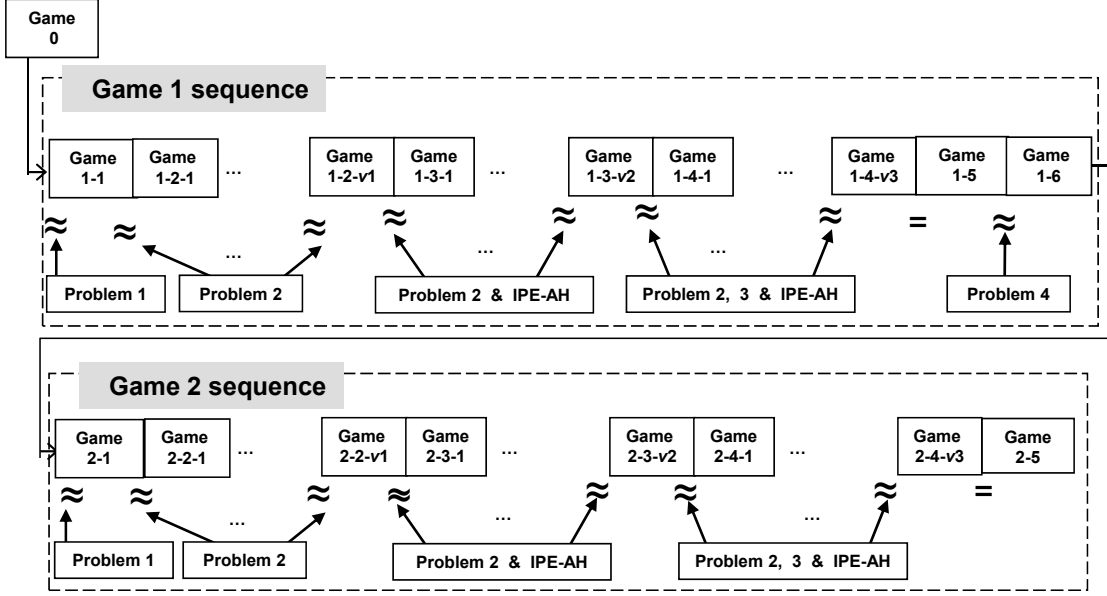 Game
0
Game 1 sequence
Game
1-1
Game
1-2-1
...
Game
1-2-v1
Game
1-3-1
...
Game
1-3-v2
Game
1-4-1
...
Game
1-4-v3
Game
1-5
Game
1-6
≈
≈
...
≈
≈
...
≈
≈
...
≈
=
≈
Problem 1
Problem 2
Problem 2 & IPE-AH
Problem 2, 3 & IPE-AH
Problem 4
Game 2 sequence
Game
2-1
Game
2-2-1
...
Game
2-2-v1
Game
2-3-1
...
Game
2-3-v2
Game
2-4-1
...
Game
2-4-v3
Game
2-5
≈
≈
...
≈
≈
...
≈
≈
...
≈
=
Problem 1
Problem 2
Problem 2 & IPE-AH
Problem 2, 3 & IPE-AH